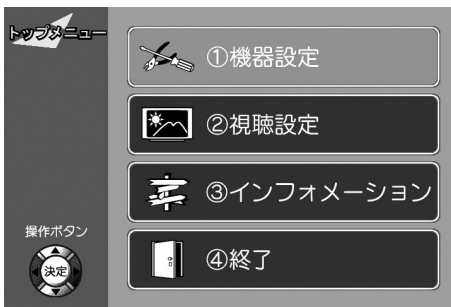 トップメニュー
①機器設定
②視聴設定
③インフォメーション
④終了
操作ボタン
決定